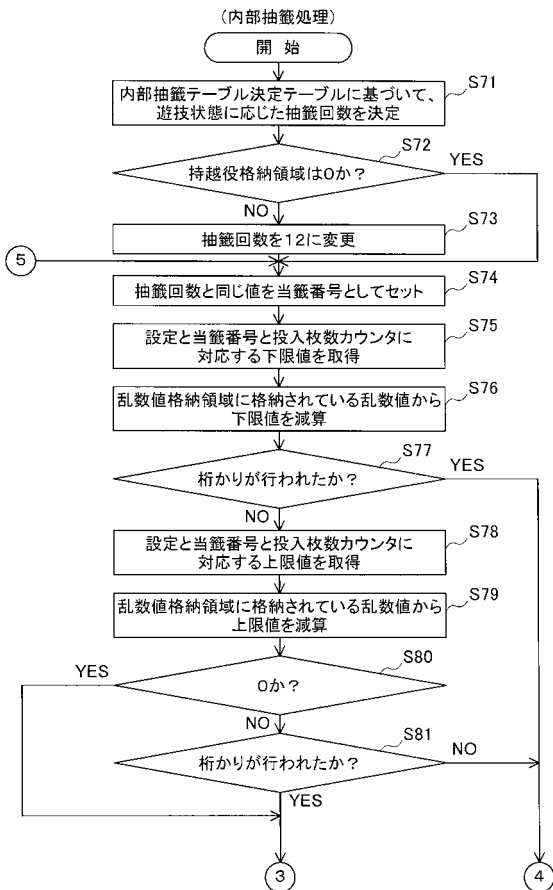 (内部抽籤処理)
開 始
S71
内部抽籤テーブル決定テーブルに基づいて、
遊技状態に応じた抽籤回数を決定
S72
持越役格納領域は0か?
YES
NO
S73
抽籤回数を12に変更
5
S74
抽籤回数と同じ値を当籤番号としてセット
S75
設定と当籤番号と投入枚数カウンタに
対応する下限値を取得
S76
乱数値格納領域に格納されている乱数値から
下限値を減算
S77
桁かりが行われたか?
YES
NO
S78
設定と当籤番号と投入枚数カウンタに
対応する上限値を取得
S79
乱数値格納領域に格納されている乱数値から
上限値を減算
S80
YES
0か?
NO
S81
桁かりが行われたか?
NO
YES
3
4